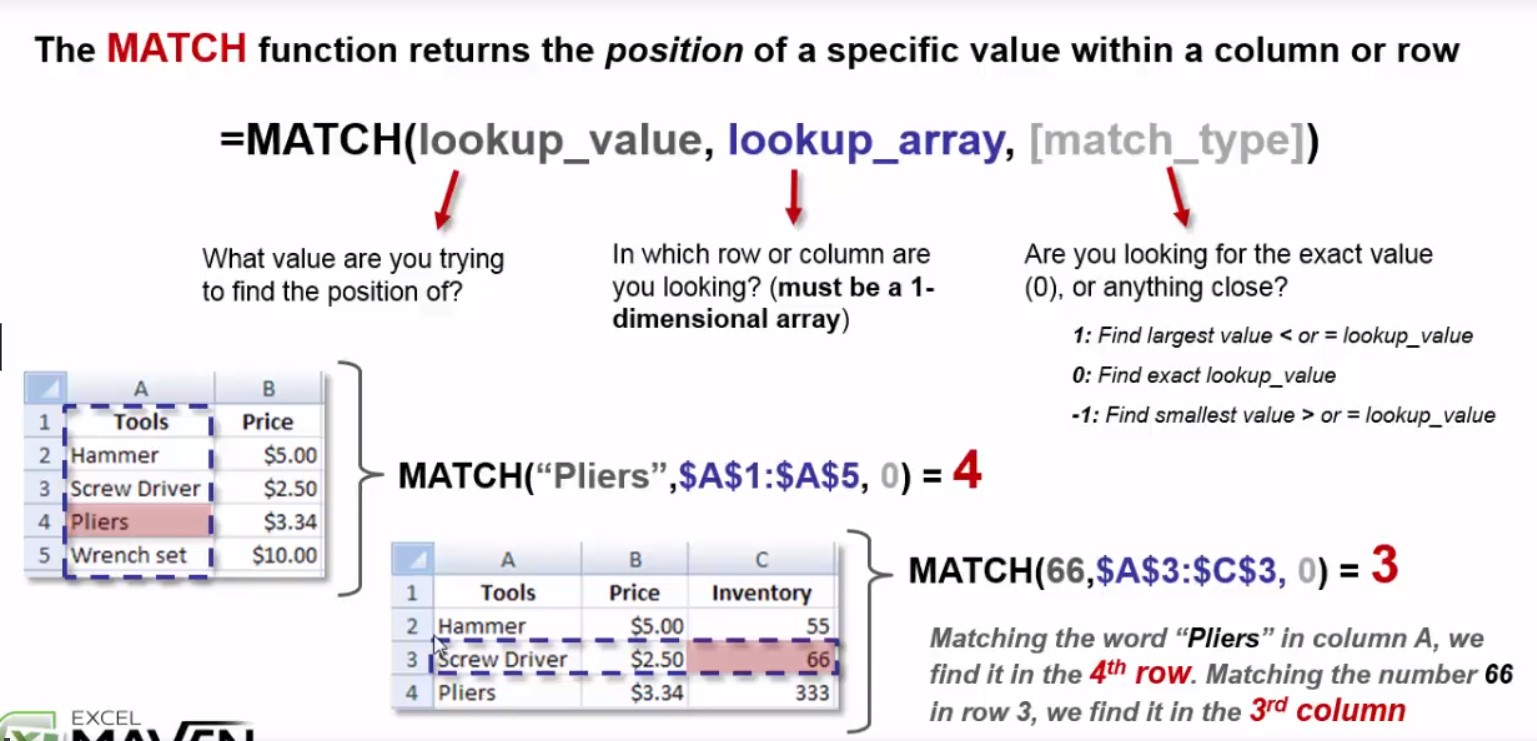 The MATCH function returns the position of a specific value within a column or row
=MATCH(lookup_value, lookup_array, [match_type])
What value are you trying
to find the position of?
In which row or column are
you looking? (must be a 1-
dimensional array)
Are you looking for the exact value
(0), or anything close?
1: Find largest value < or = lookup_value
0: Find exact lookup_value
-1: Find smallest value > or = lookup_value
A B
1 Tools Price
2 Hammer $5.00
3 Screw Driver $2.50
4 Pliers $3.34
5 Wrench set $10.00
MATCH(“Pliers”,$A$1:$A$5, 0) = 4
A B C
1 Tools Price Inventory
2 Hammer $5.00 55
3 Screw Driver $2.50 66
4 Pliers $3.34 333
MATCH(66,$A$3:$C$3, 0) = 3
Matching the word “Pliers” in column A, we
find it in the 4th row. Matching the number 66
in row 3, we find it in the 3rd column
EXCEL
MAVEN